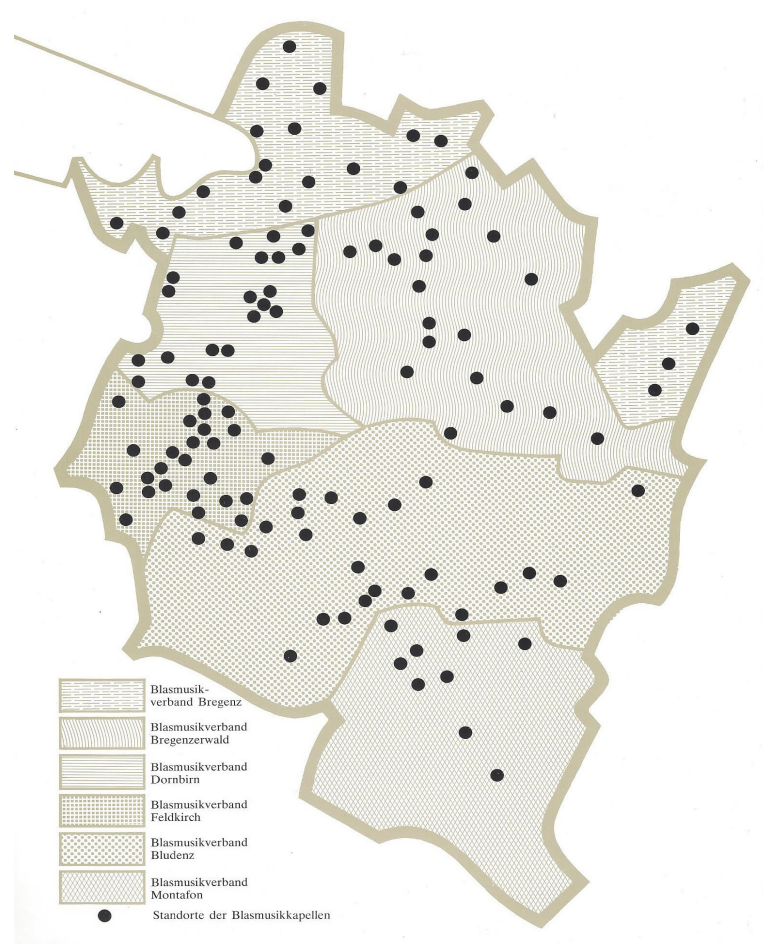 Blasmusik-
verband Bregenz
Blasmusikverband
Bregenzerwald
Blasmusikverband
Dornbirn
Blasmusikverband
Feldkirch
Blasmusikverband
Bludenz
Blasmusikverband
Montafon
Standorte der Blasmusikkapellen